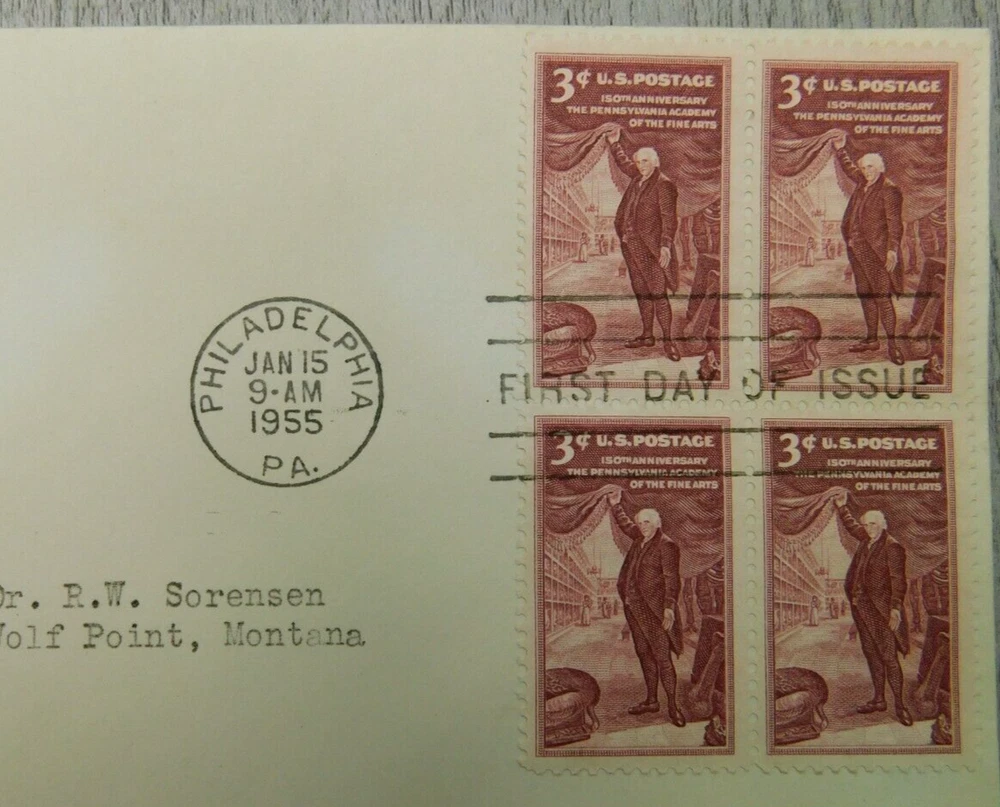 3¢ U.S. POSTAGE
150TH ANNIVERSARY
THE PENNSYLVANIA ACADEMY
OF THE FINE ARTS
3¢ U.S. POSTAGE
150TH ANNIVERSARY
THE PENNSYLVANIA ACADEMY
OF THE FINE ARTS
PHILADELPHIA
JAN 15
9-AM
1955
PA.
FIRST DAY OF ISSUE
3¢ U.S. POSTAGE
150TH ANNIVERSARY
THE PENNSYLVANIA ACADEMY
OF THE FINE ARTS
3¢ U.S. POSTAGE
150TH ANNIVERSARY
THE PENNSYLVANIA ACADEMY
OF THE FINE ARTS
Dr. R.W. Sorensen
Wolf Point, Montana